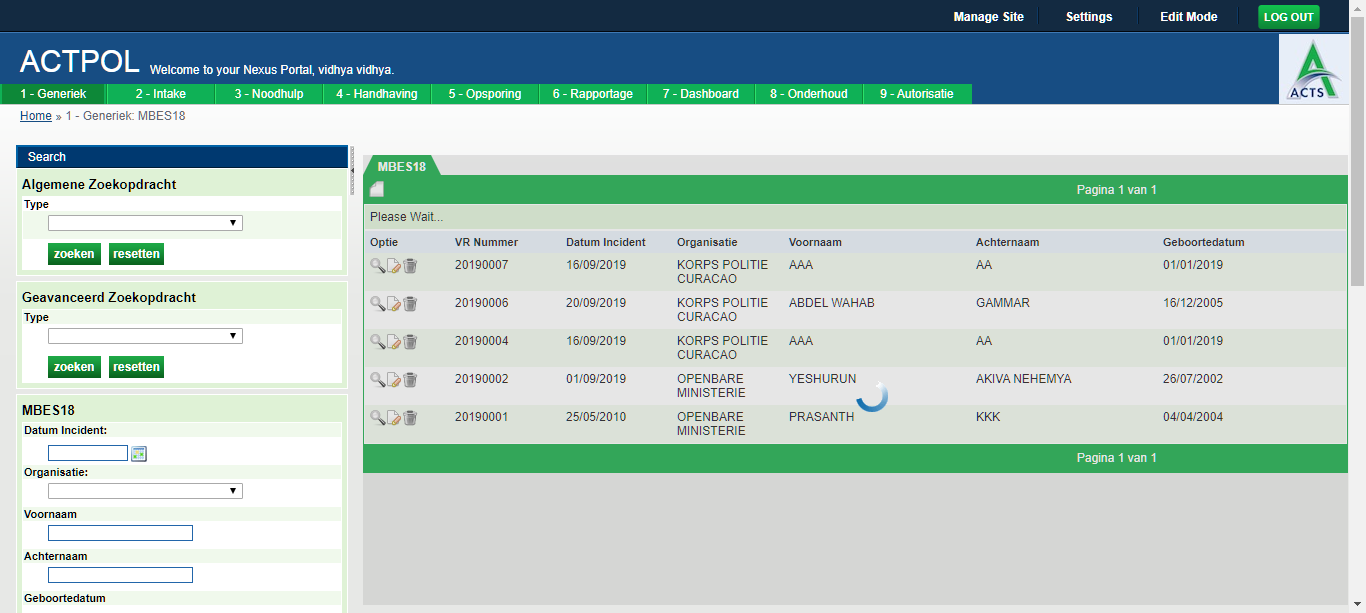 Manage Site Settings Edit Mode LOG OUT
ACTPOL Welcome to your Nexus Portal, vidhya vidhya.
ACTS
1 - Generiek 2 - Intake 3 - Noodhulp 4 - Handhaving 5 - Opsporing 6 - Rapportage 7 - Dashboard 8 - Onderhoud 9 - Autorisatie
Home » 1 - Generiek: MBES18
Search
Algemene Zoekopdracht
Type
zoeken resetten
Geavanceerd Zoekopdracht
Type
zoeken resetten
MBES18
Datum Incident:
Organisatie:
Voornaam
Achternaam
Geboortedatum
MBES18
Pagina 1 van 1
Please Wait...
Optie VR Nummer Datum Incident Organisatie Voornaam Achternaam Geboortedatum
20190007 16/09/2019 KORPS POLITIE AAA AA 01/01/2019
CURACAO
20190006 20/09/2019 KORPS POLITIE ABDEL WAHAB GAMMAR 16/12/2005
CURACAO
20190004 16/09/2019 KORPS POLITIE AAA AA 01/01/2019
CURACAO
20190002 01/09/2019 OPENBARE YESHURUN AKIVA NEHEMYA 26/07/2002
MINISTERIE
20190001 25/05/2010 OPENBARE PRASANTH KKK 04/04/2004
MINISTERIE
Pagina 1 van 1